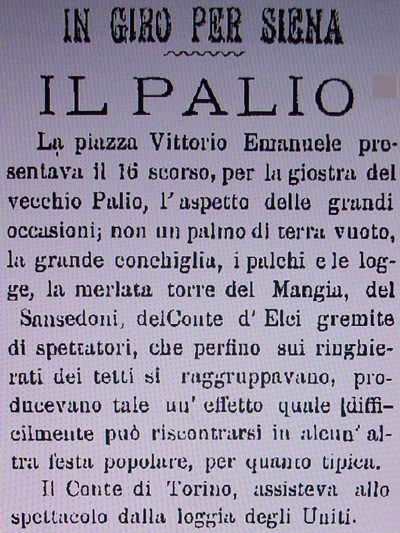 IN GIRO PER SIENA
IL PALIO
La piazza Vittorio Emanuele pro-
sentava il 16 scorso, per la giostra del
vecchio Palio, l'aspetto delle grandi
occasioni; non un palmo di terra vuoto,
la grande conchiglia, i palchi e le log-
ge, la merlata torre del Mangia, del
Sansedoni, delConte d' Elci gremite
di spettatori, che perfino sui ringhie-
rati dei tetti si raggruppavano, pro-
ducevano tale un' effetto quale diffi-
cilmente può riscontrarsi in alcun' al-
tra festa popolare, per quanto tipica.
Il Conte di Torino, assisteva allo
spettacolo dalla loggia degli Uniti.